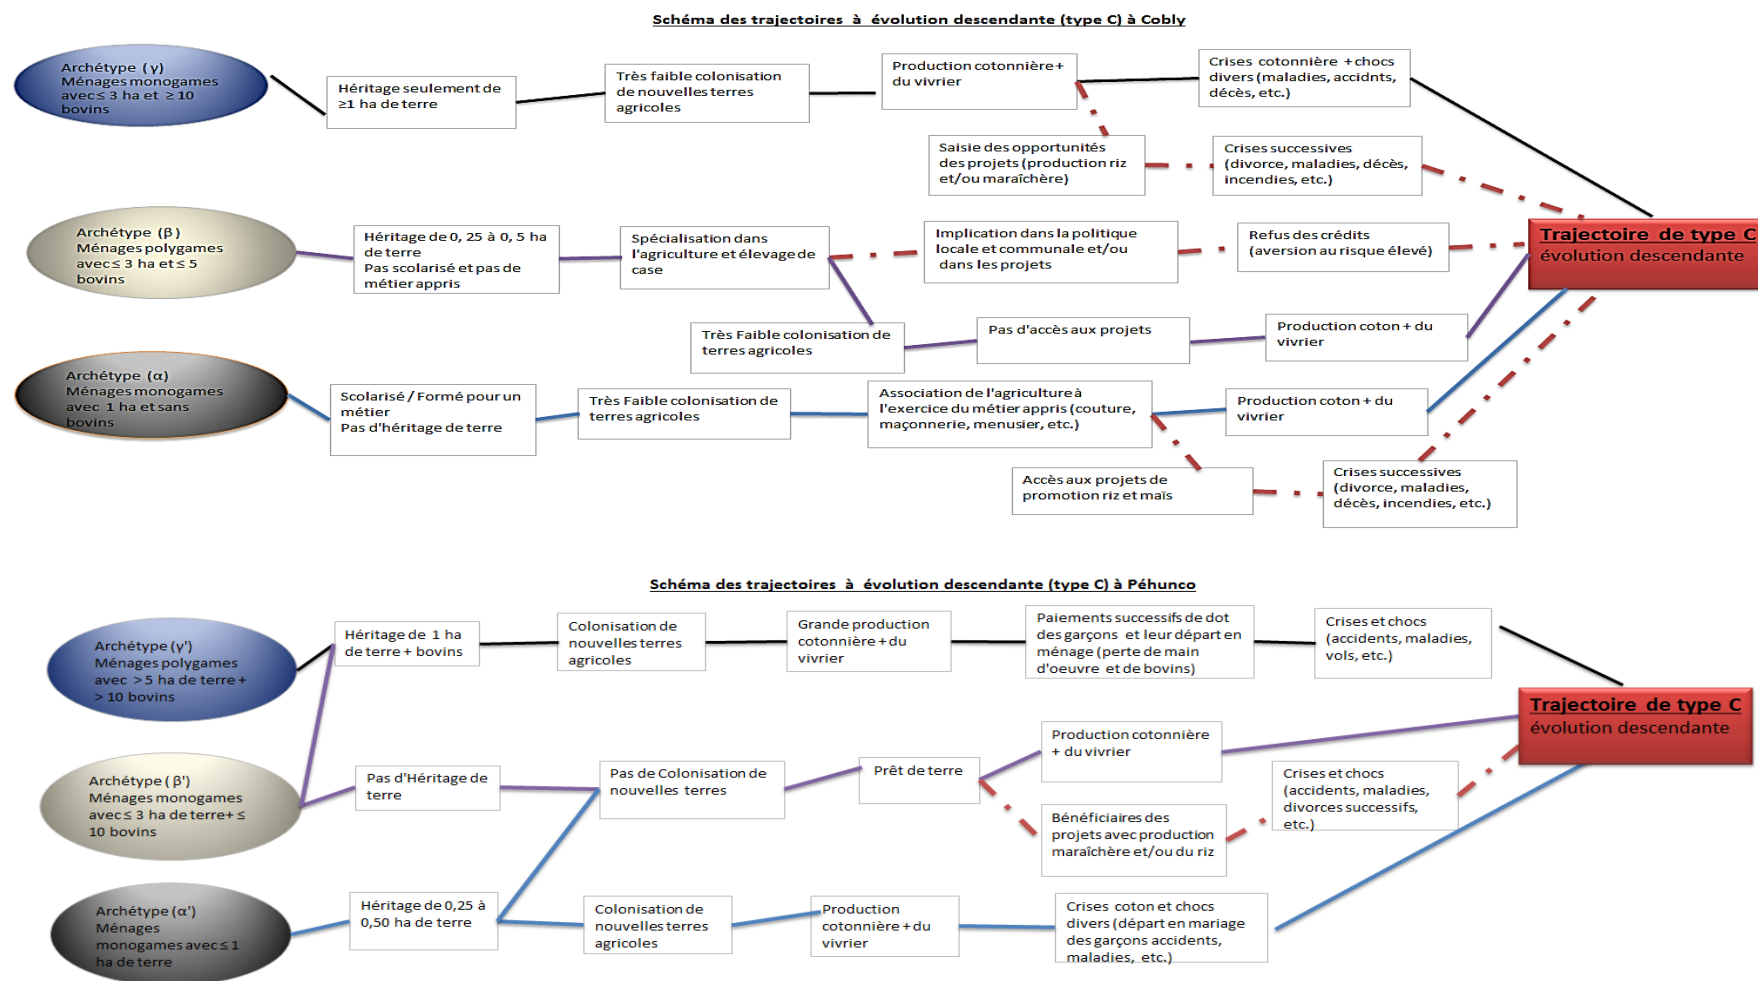 Schéma des trajectoires à évolution descendante (type C) à Cobly
Archétype (γ)
Ménages monogames
avec ≤ 3 ha et ≥ 10
bovins
Héritage seulement de
≥1 ha de terre
Très faible colonisation
de nouvelles terres
agricoles
Production cotonnière +
du vivrier
Crises cotonière + chocs
divers (maladies, accidnts,
décès, etc.)
Saisie des opportunités
des projets (production riz
et/ou maraîchère)
Crises successives
(divorce, maladies, décès,
incendies, etc.)
Archétype (β)
Ménages polygames
avec ≤ 3 ha et ≤ 5
bovins
Héritage de 0, 25 à 0, 5 ha
de terre
Pas scolarisé et pas de
métier appris
Spécialisation dans
l'agriculture et élevage de
case
Implication dans la politique
locale et communale et/ou
dans les projets
Refus des crédits
(aversion au risque élevé)
Trajectoire de type C
évolution descendante
Très Faible colonisation de
terres agricoles
Pas d'accès aux projets
Production coton + du
vivrier
Archétype (α)
Ménages monogames
avec 1 ha et sans
bovins
Scolarisé / Formé pour un
métier
Pas d'héritage de terre
Très Faible colonisation de
terres agricoles
Association de l'agriculture à
l'exercice du métier appris (couture,
maçonnerie, menusier, etc.)
Production coton + du
vivrier
Accès aux projets de
promotion riz et maïs
Crises successives
(divorce, maladies,
décès, incendies, etc.)
Schéma des trajectoires à évolution descendante (type C) à Péhunco
Archétype (γ')
Ménages polygames
avec > 5 ha de terre +
> 10 bovins
Héritage de 1 ha
de terre + bovins
Colonisation de
nouvelles terres
agricoles
Grande production
cotonnière + du
vivrier
Paiements successifs de dot
des garçons et leur départ en
ménage (perte de main
d'oeuvre et de bovins)
Crises et chocs
(accidents, maladies,
vols, etc.)
Trajectoire de type C
évolution descendante
Archétype (β')
Ménages monogames
avec ≤ 3 ha de terre+ ≤
10 bovins
Pas d'Héritage de
terre
Pas de Colonisation de
nouvelles terres
Prêt de terre
Production cotonnière
+ du vivrier
Bénéficiaires des
projets avec production
maraîchère et/ou du riz
Crises et chocs
(accidents, maladies,
divorces successifs,
etc.)
Archétype (α')
Ménages
monogames avec ≤ 1
ha de terre
Héritage de 0,25 à
0,50 ha de terre
Colonisation de
nouvelles terres
agricoles
Production
cotonnière + du
vivrier
Crises coton et chocs
divers (départ en mariage
des garçons accidents,
maladies, etc.)